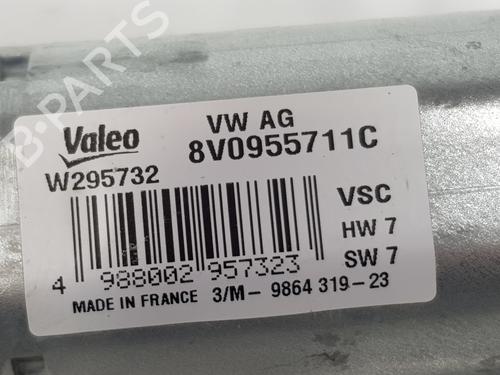 B-PARTS
Valeo
VW AG
8V0955711C
W295732
VSC
HW 7
SW 7
4 988002 957323
MADE IN FRANCE 3/M- 9864 319-23